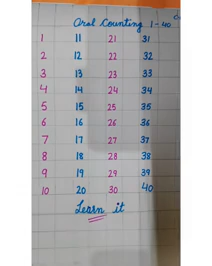 Oral Counting 1-40
1 11 21 31
2 12 22 32
3 13 23 33
4 14 24 34
5 15 25 35
6 16 26 36
7 17 27 37
8 18 28 38
9 19 29 39
10 20 30 40
Learn it